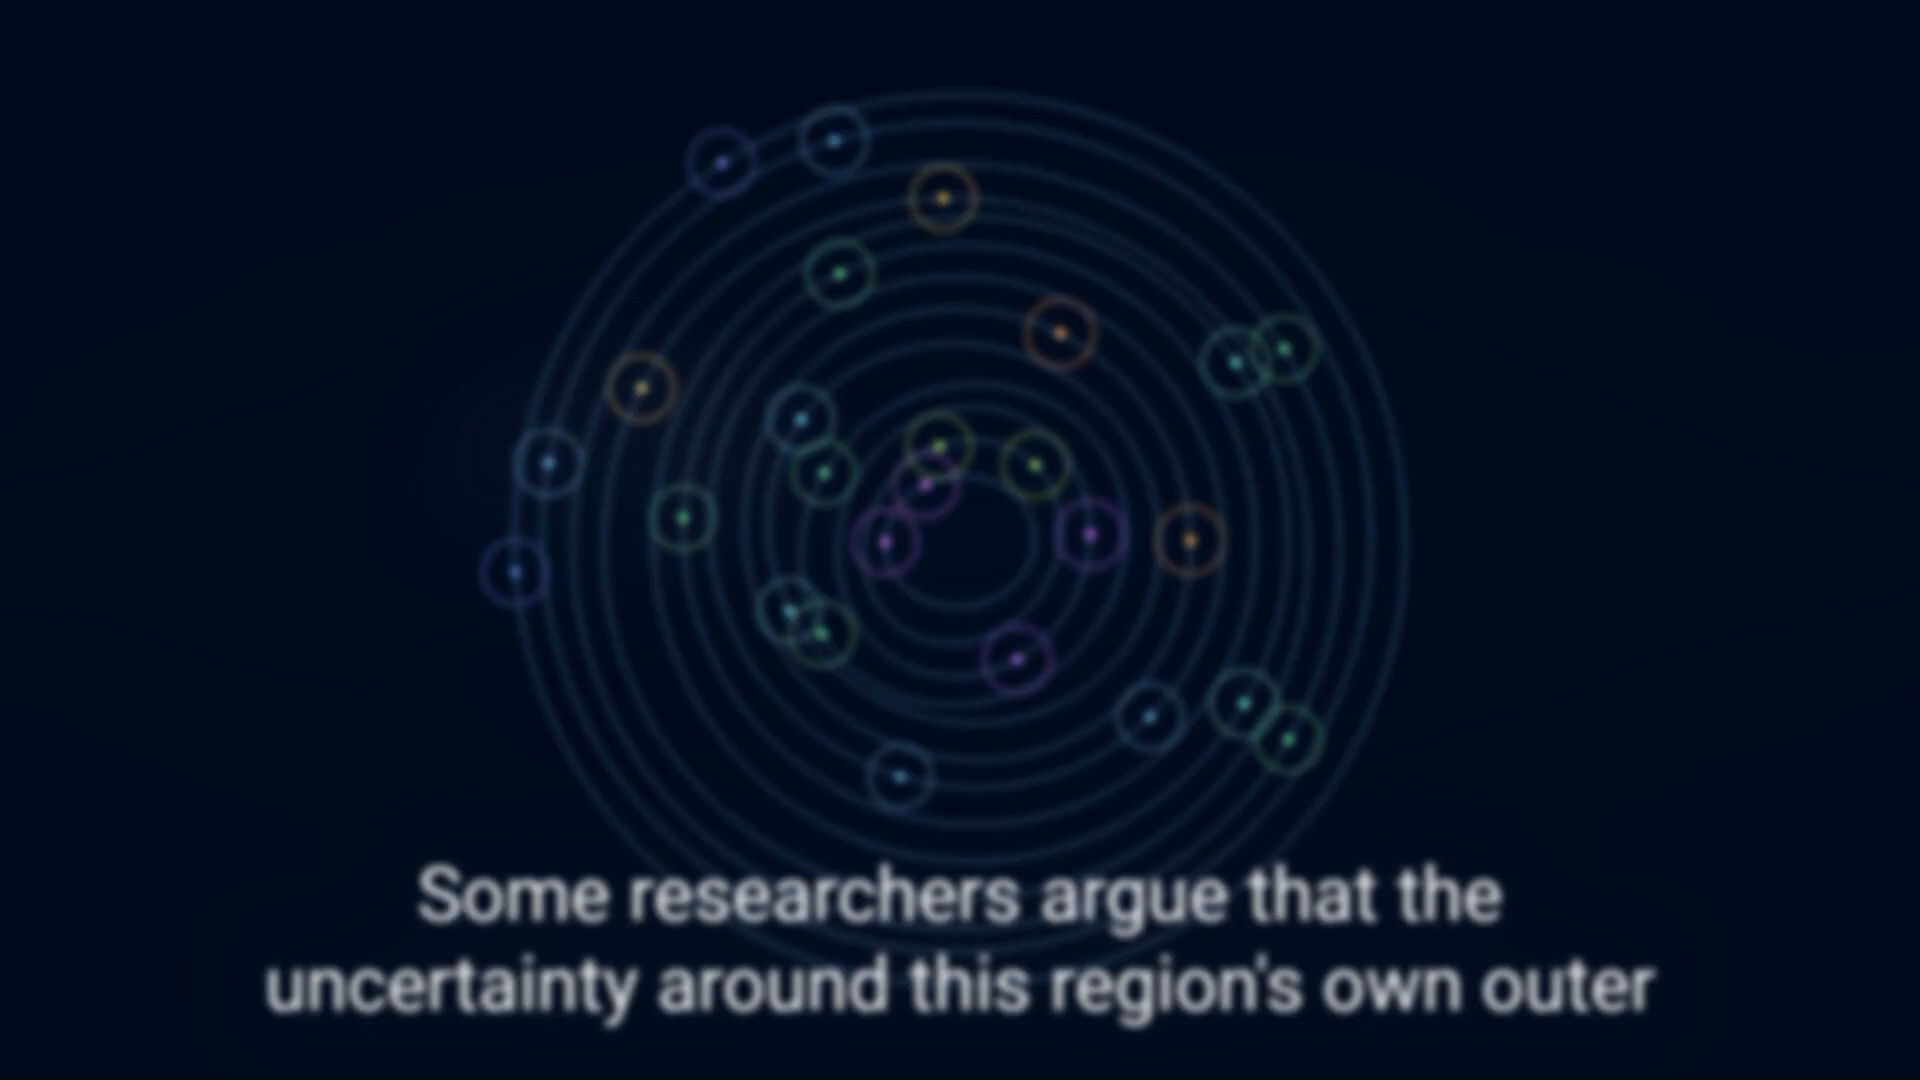 Some researchers argue that the
uncertainty around this region's own outer